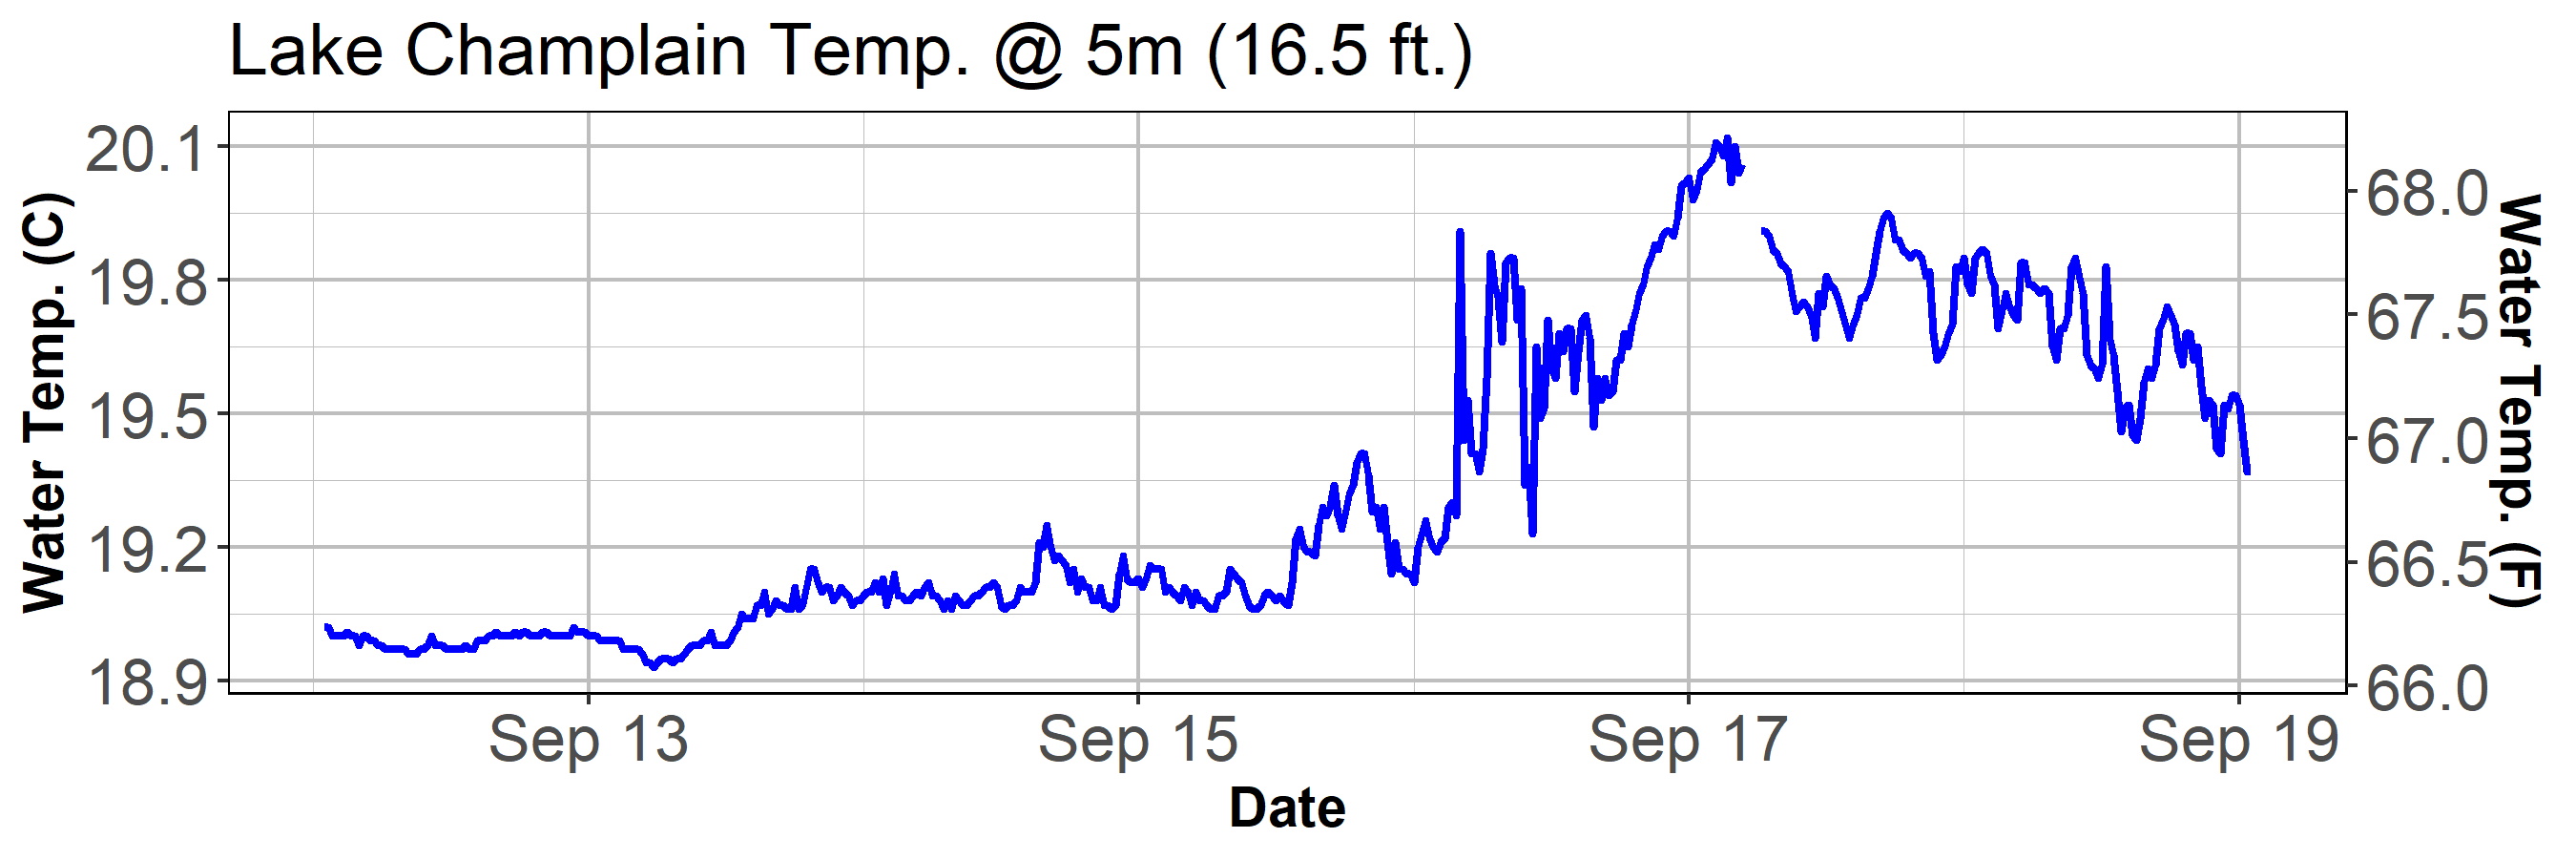 Lake Champlain Temp. @ 5m (16.5 ft.)
Water Temp. (C)
20.1
19.8
19.5
19.2
18.9
68.0
67.5
67.0
66.5
66.0
Water Temp. (F)
Sep 13
Sep 15
Sep 17
Sep 19
Date